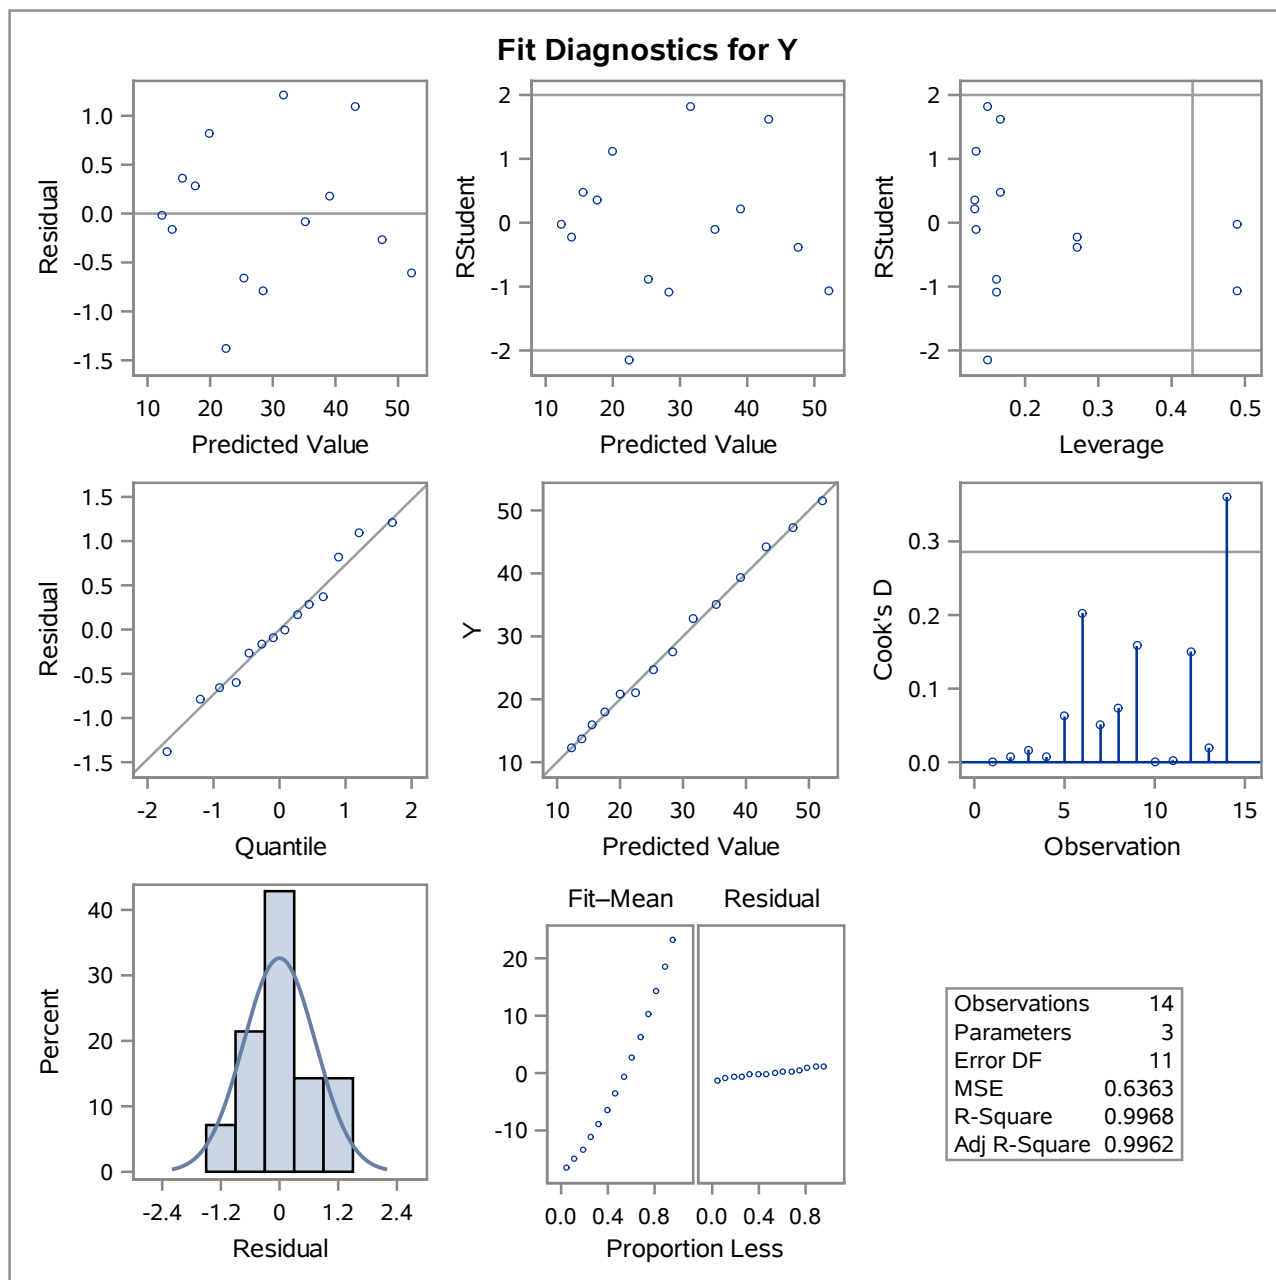 Fit Diagnostics for Y
1.0
0.5
0.0
-0.5
-1.0
-1.5
Residual
10 20 30 40 50
Predicted Value
2
1
0
-1
-2
RStudent
10 20 30 40 50
Predicted Value
2
1
0
-1
-2
RStudent
0.2 0.3 0.4 0.5
Leverage
1.5
1.0
0.5
0.0
-0.5
-1.0
-1.5
Residual
-2 -1 0 1 2
Quantile
50
40
30
20
10
Y
10 20 30 40 50
Predicted Value
0.3
0.2
0.1
0.0
Cook's D
0 5 10 15
Observation
40
30
20
10
0
Percent
-2.4 -1.2 0 1.2 2.4
Residual
Fit–Mean Residual
20
10
0
-10
0.0 0.4 0.8 0.0 0.4 0.8
Proportion Less
Observations 14
Parameters 3
Error DF 11
MSE 0.6363
R-Square 0.9968
Adj R-Square 0.9962